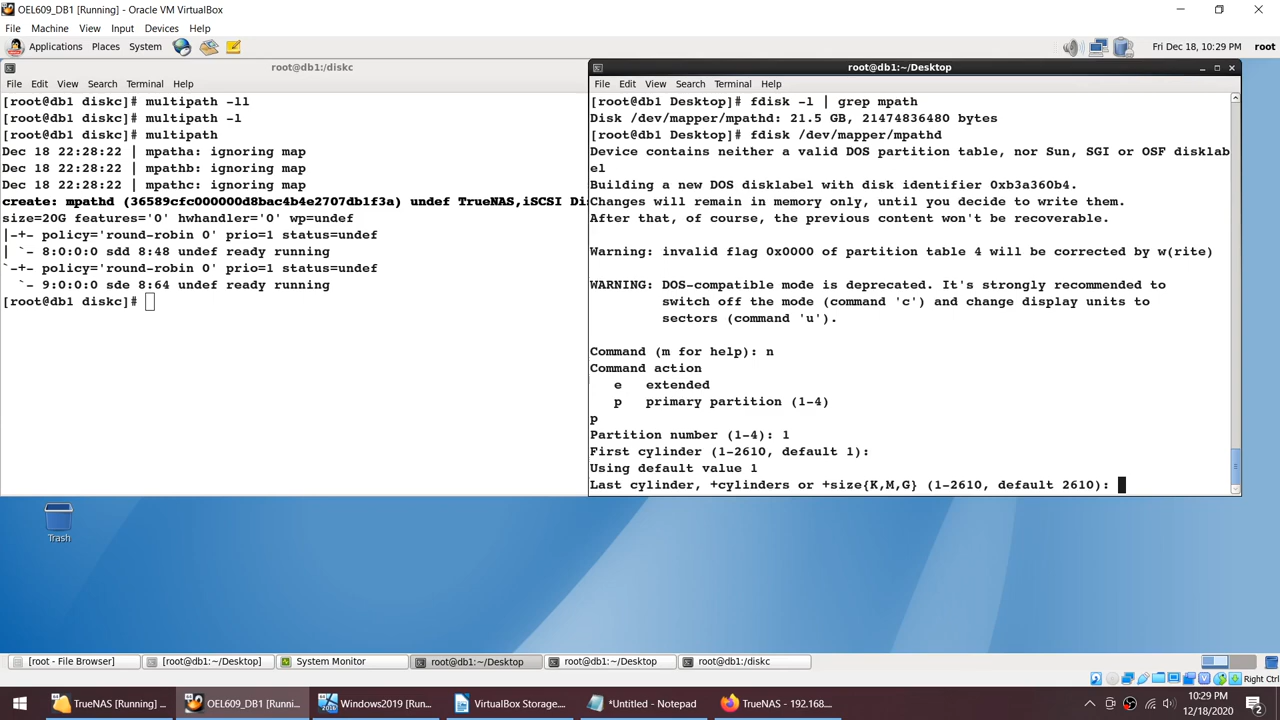 OEL609_DB1 [Running] - Oracle VM VirtualBox
File Machine View Input Devices Help
Applications Places System
Fri Dec 18, 10:29 PM root
root@db1:/diskc
File Edit View Search Terminal Help
[root@db1 diskc]# multipath -ll
[root@db1 diskc]# multipath -l
[root@db1 diskc]# multipath
Dec 18 22:28:22 | mpatha: ignoring map
Dec 18 22:28:22 | mpathb: ignoring map
Dec 18 22:28:22 | mpathc: ignoring map
create: mpathd (36589cfc000000d8bac4b4e2707db1f3a) undef TrueNAS,iSCSI Di
size=20G features='0' hwhandler='0' wp=undef
|-+- policy='round-robin 0' prio=1 status=undef
| `- 8:0:0:0 sdd 8:48 undef ready running
`-+- policy='round-robin 0' prio=1 status=undef
  `- 9:0:0:0 sde 8:64 undef ready running
[root@db1 diskc]#
root@db1:~/Desktop
File Edit View Search Terminal Help
[root@db1 Desktop]# fdisk -l | grep mpath
Disk /dev/mapper/mpathd: 21.5 GB, 21474836480 bytes
[root@db1 Desktop]# fdisk /dev/mapper/mpathd
Device contains neither a valid DOS partition table, nor Sun, SGI or OSF disklab
el
Building a new DOS disklabel with disk identifier 0xb3a360b4.
Changes will remain in memory only, until you decide to write them.
After that, of course, the previous content won't be recoverable.
Warning: invalid flag 0x0000 of partition table 4 will be corrected by w(rite)
WARNING: DOS-compatible mode is deprecated. It's strongly recommended to
switch off the mode (command 'c') and change display units to
sectors (command 'u').
Command (m for help): n
Command action
e extended
p primary partition (1-4)
p
Partition number (1-4): 1
First cylinder (1-2610, default 1):
Using default value 1
Last cylinder, +cylinders or +size{K,M,G} (1-2610, default 2610):
Trash
[root - File Browser]
[root@db1:~/Desktop]
System Monitor
root@db1:~/Desktop
root@db1:~/Desktop
root@db1:/diskc
Right Ctrl
TrueNAS [Running] ...
OEL609_DB1 [Runni...
Windows2019 [Run...
VirtualBox Storage....
*Untitled - Notepad
TrueNAS - 192.168....
10:29 PM
12/18/2020
2